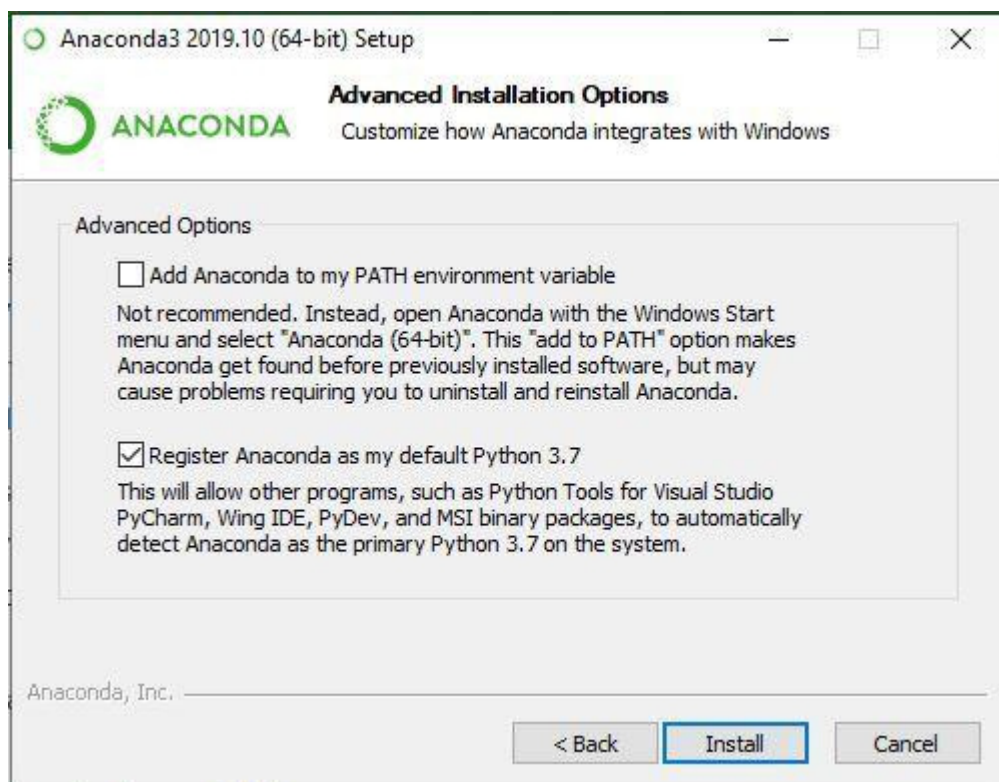 Anaconda3 2019.10 (64-bit) Setup
ANACONDA
Advanced Installation Options
Customize how Anaconda integrates with Windows
Advanced Options
Add Anaconda to my PATH environment variable
Not recommended. Instead, open Anaconda with the Windows Start
menu and select "Anaconda (64-bit)". This "add to PATH" option makes
Anaconda get found before previously installed software, but may
cause problems requiring you to uninstall and reinstall Anaconda.
Register Anaconda as my default Python 3.7
This will allow other programs, such as Python Tools for Visual Studio
PyCharm, Wing IDE, PyDev, and MSI binary packages, to automatically
detect Anaconda as the primary Python 3.7 on the system.
Anaconda, Inc.
< Back Install Cancel